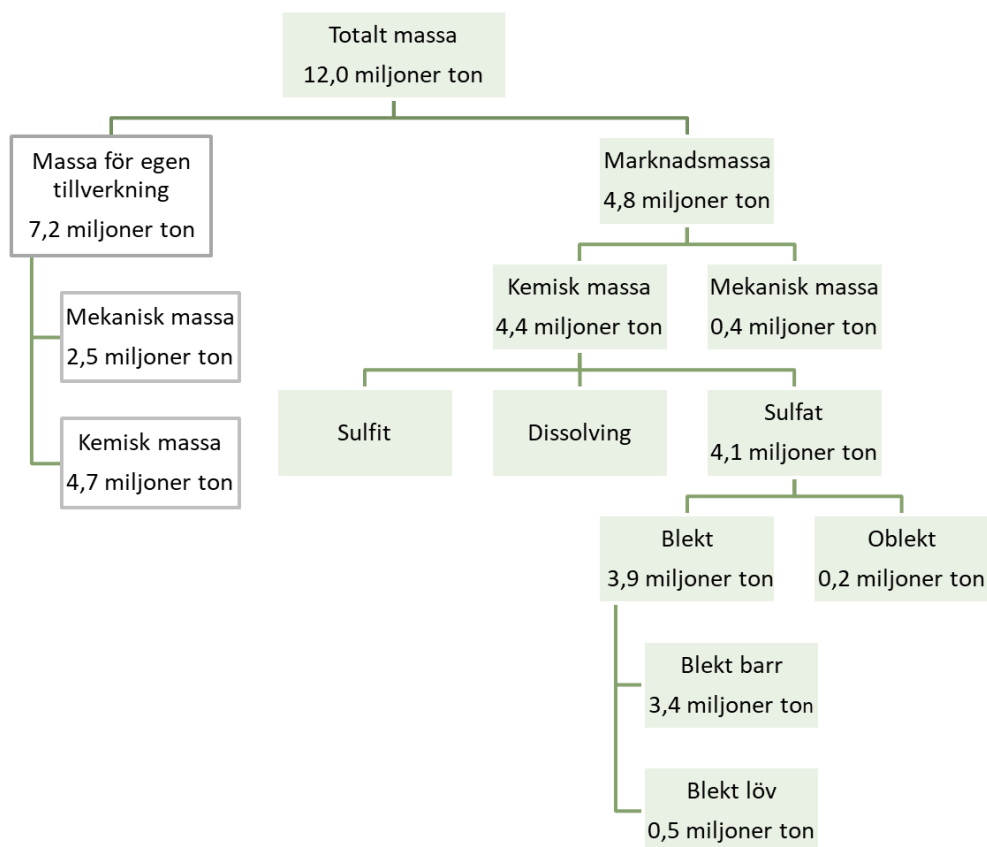 Totalt massa
12,0 miljoner ton
Massa för egen
tillverkning
7,2 miljoner ton
Marknadsmassa
4,8 miljoner ton
Mekanisk massa
2,5 miljoner ton
Kemisk massa
4,7 miljoner ton
Kemisk massa
4,4 miljoner ton
Mekanisk massa
0,4 miljoner ton
Sulfit
Dissolving
Sulfat
4,1 miljoner ton
Blekt
3,9 miljoner ton
Oblekt
0,2 miljoner ton
Blekt barr
3,4 miljoner ton
Blekt löv
0,5 miljoner ton